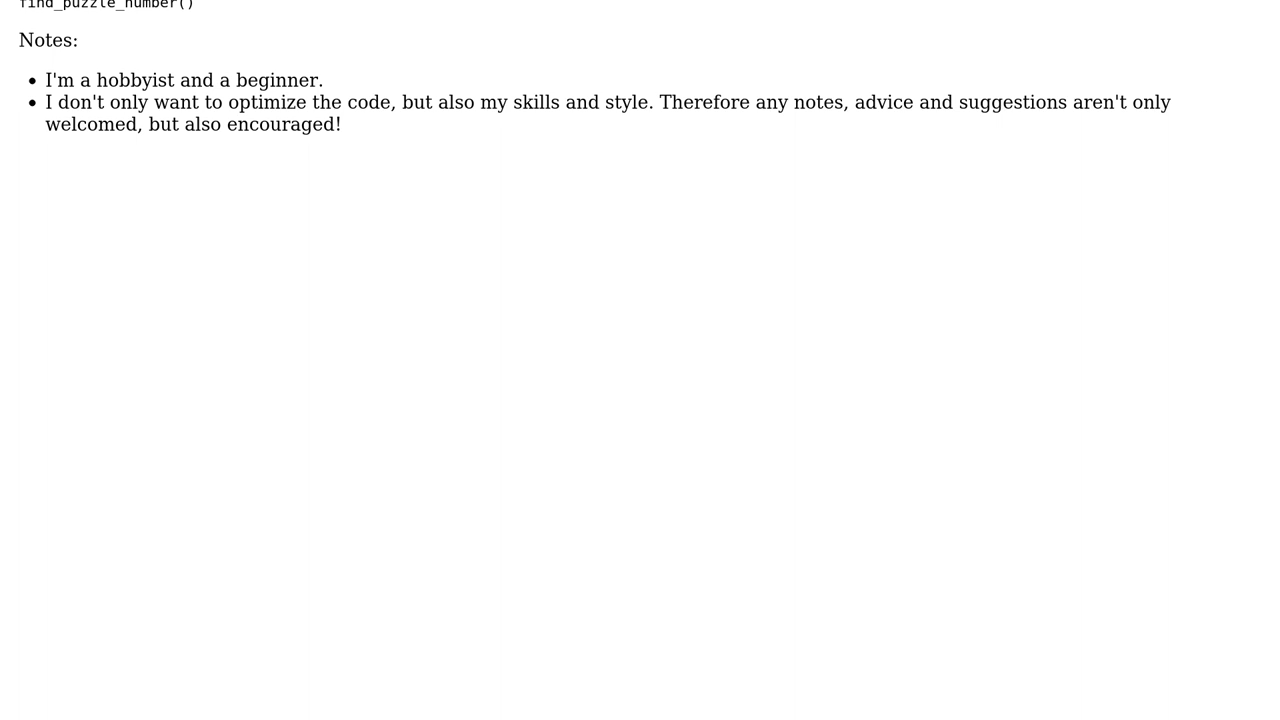 find_puzzle_number()
Notes:
• I'm a hobbyist and a beginner.
• I don't only want to optimize the code, but also my skills and style. Therefore any notes, advice and suggestions aren't only
welcomed, but also encouraged!